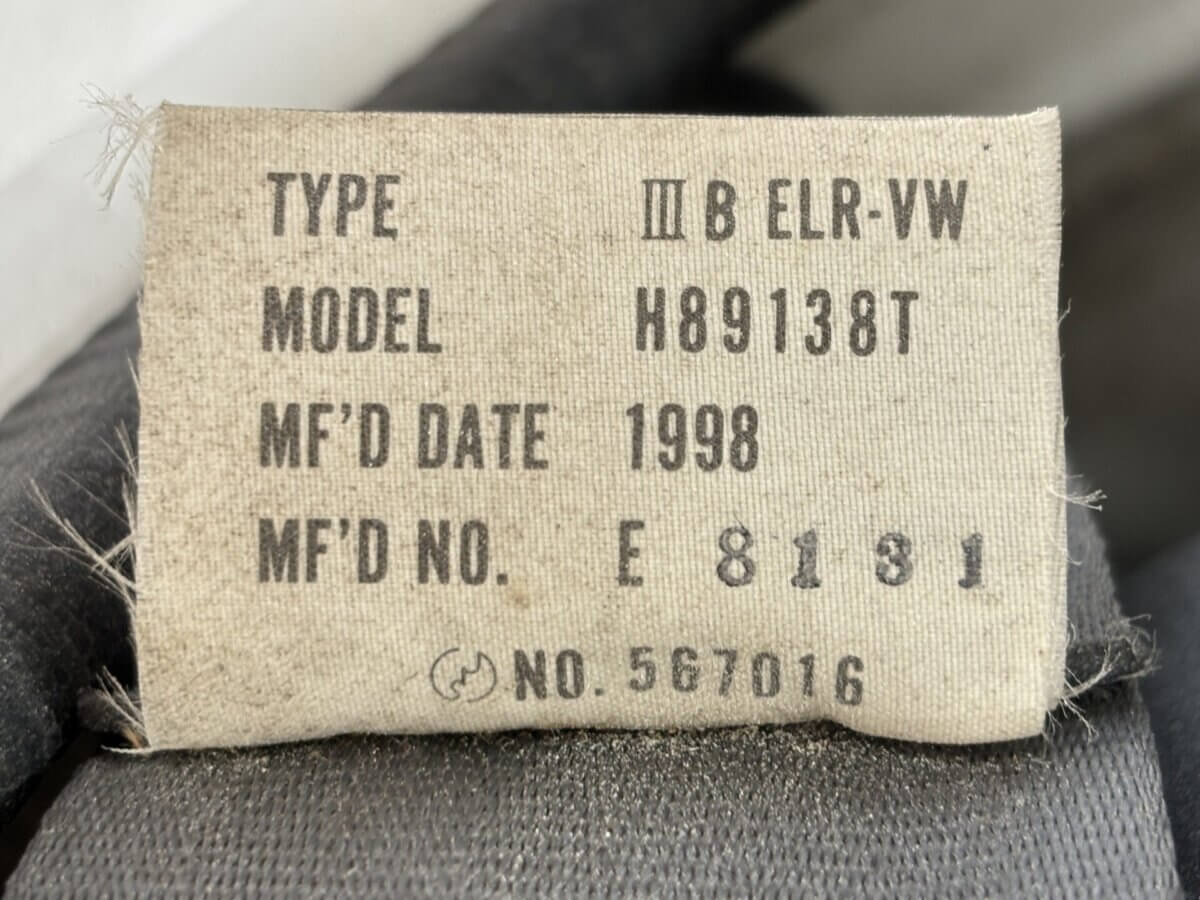 TYPE Ⅲ B ELR-VW
MODEL H89138T
MF'D DATE 1998
MF'D NO. E 8131
NO. 567016